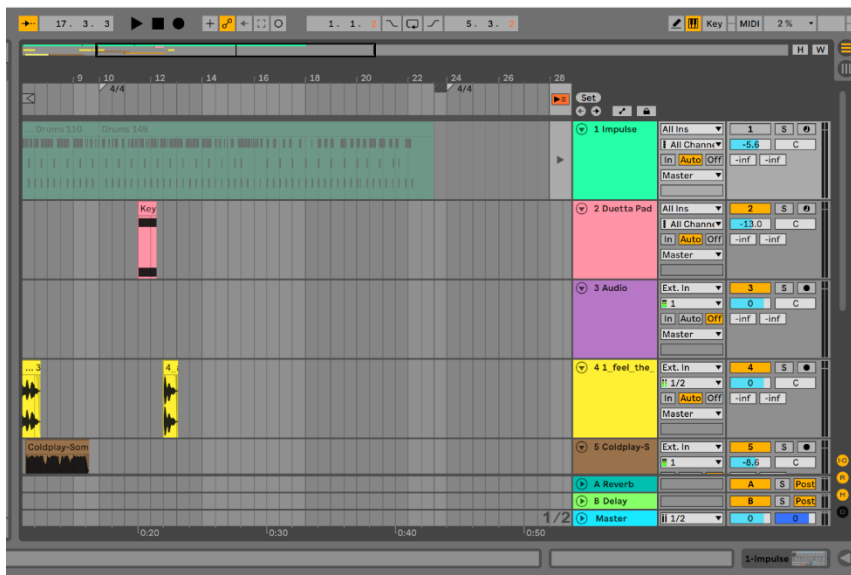 17. 3. 3 1. 1. 2 5. 3. 2 Key MIDI 2 %
H W
9 10 12 14 16 18 20 22 24 26 28
4/4 4/4
Set
... Drums 110 Drums 149 1 Impulse All Ins 1 S
All Channe -5.6 C
In Auto Off -inf -inf
Master
Key 2 Duetta Pad All Ins 2 S
All Channe -13.0 C
In Auto Off -inf -inf
Master
3 Audio Ext. In 3 S
1 0 C
In Auto Off -inf -inf
Master
... 3 4 4 1_feel_the_ Ext. In 4 S
1/2 0 C
In Auto Off -inf -inf
Master
Coldplay-Som 5 Coldplay-S Ext. In 5 S
1 -8.6 C
A Reverb A S Post
B Delay B S Post
1/2 Master 1/2 0 0
0:20 0:30 0:40 0:50
1-Impulse